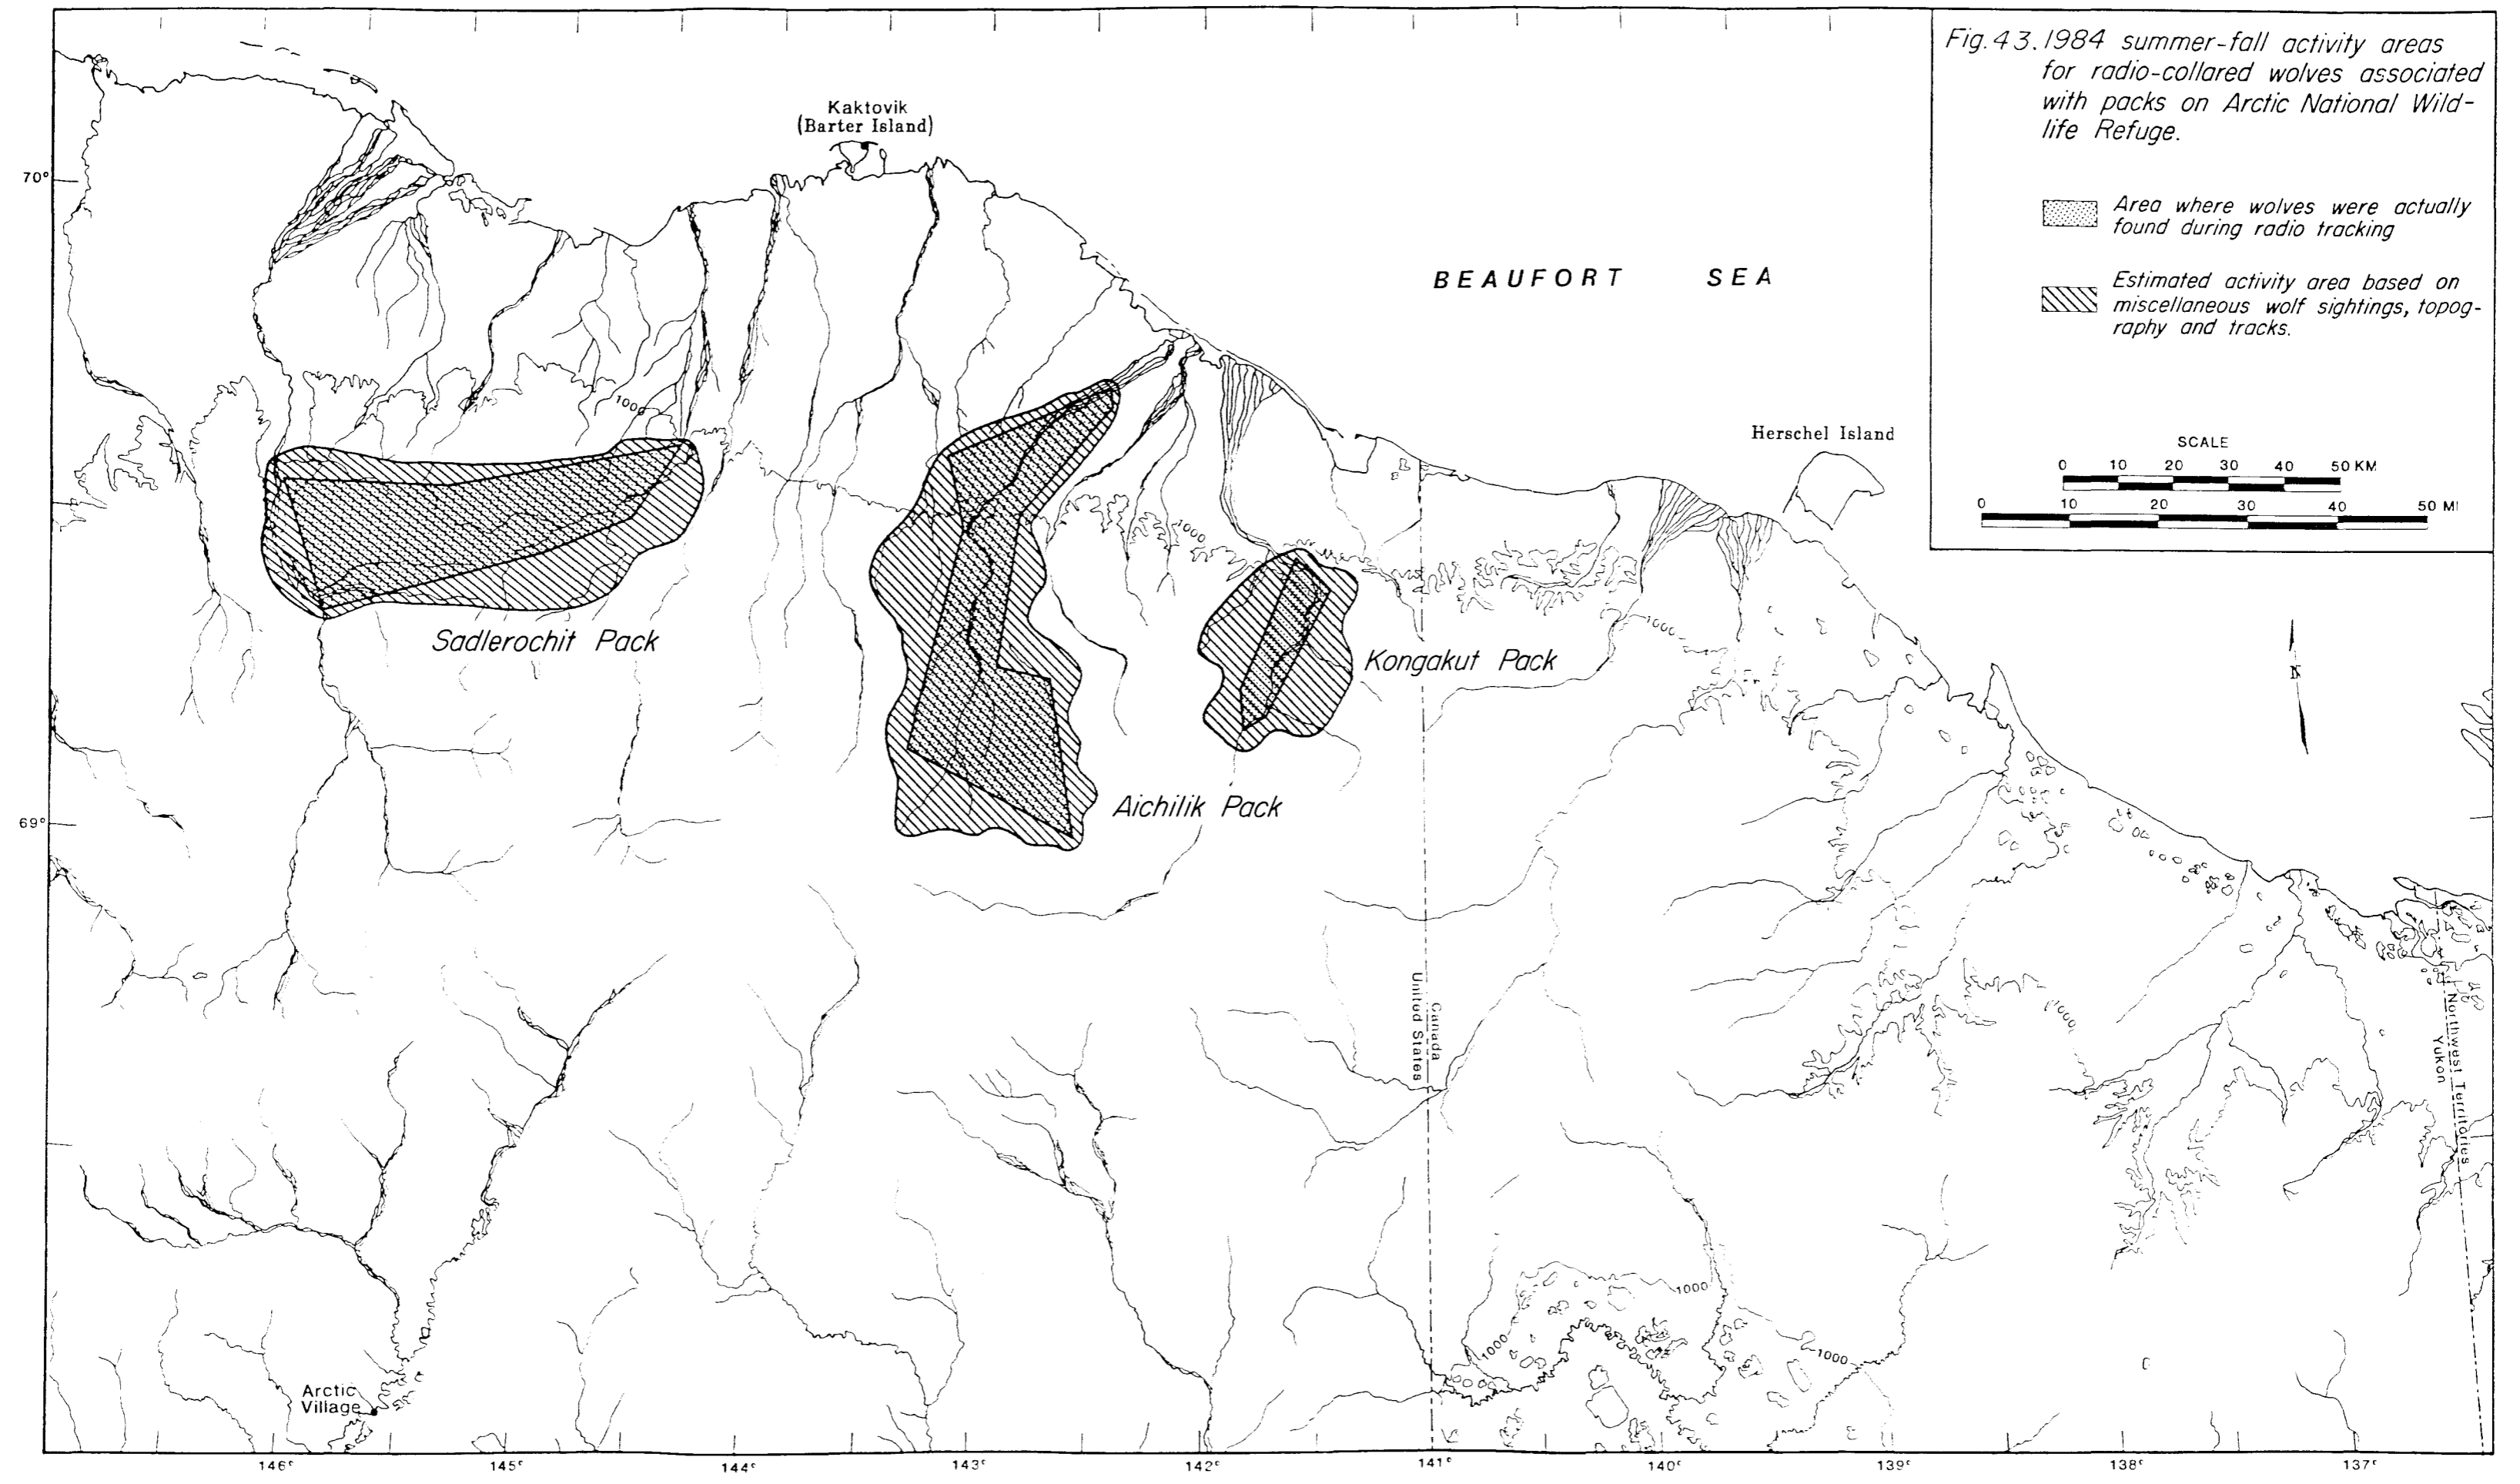 Fig. 43. 1984 summer-fall activity areas
for radio-collared wolves associated
with packs on Arctic National Wild-
life Refuge.
Area where wolves were actually
found during radio tracking
Estimated activity area based on
miscellaneous wolf sightings, topog-
raphy and tracks.
SCALE
0 10 20 30 40 50 KM
0 10 20 30 40 50 MI
N
Kaktovik
(Barter Island)
70°
BEAUFORT SEA
1000
Herschel Island
1000
1000
Sadlerochit Pack
Kongakut Pack
Aichilik Pack
69°
Canada
United States
1000
Northwest Territories
Yukon
1000
1000
1000
Arctic
Village
146° 145° 144° 143° 142° 141° 140° 139° 138° 137°